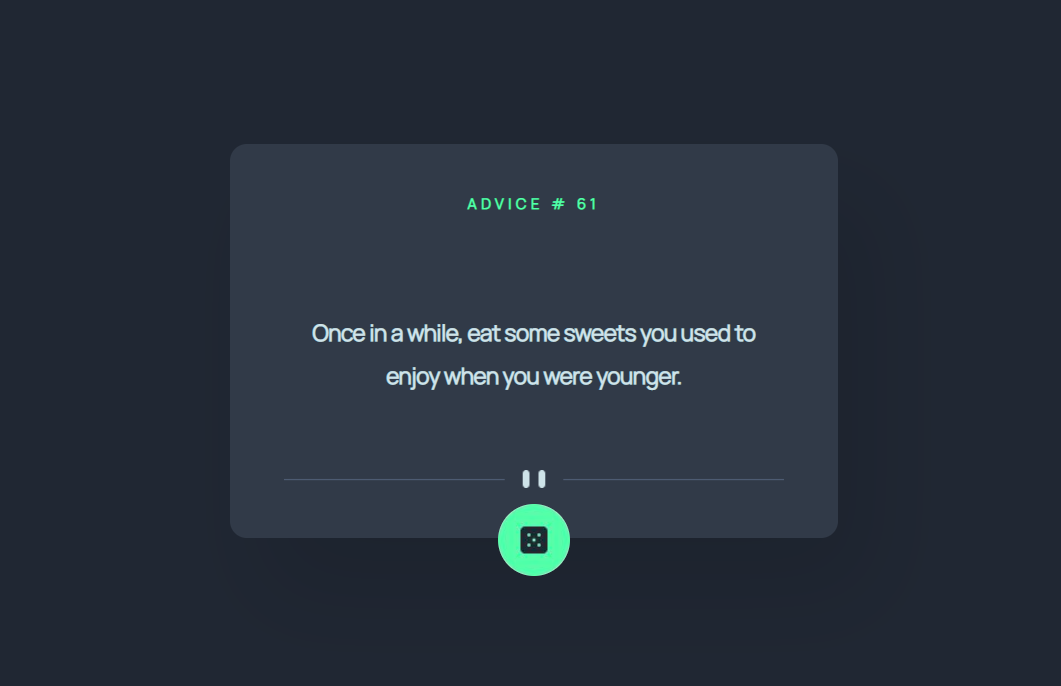 ADVICE # 61
Once in a while, eat some sweets you used to
enjoy when you were younger.